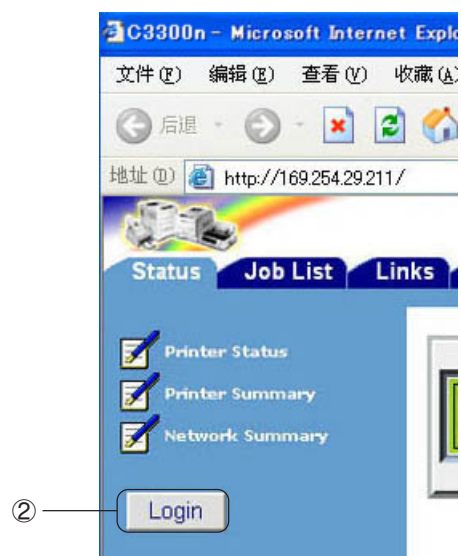 C3300n - Microsoft Internet Explo
文件(F) 编辑(E) 查看(V) 收藏(A)
后退
地址(D) http://169.254.29.211/
Status Job List Links
Printer Status
Printer Summary
Network Summary
② Login